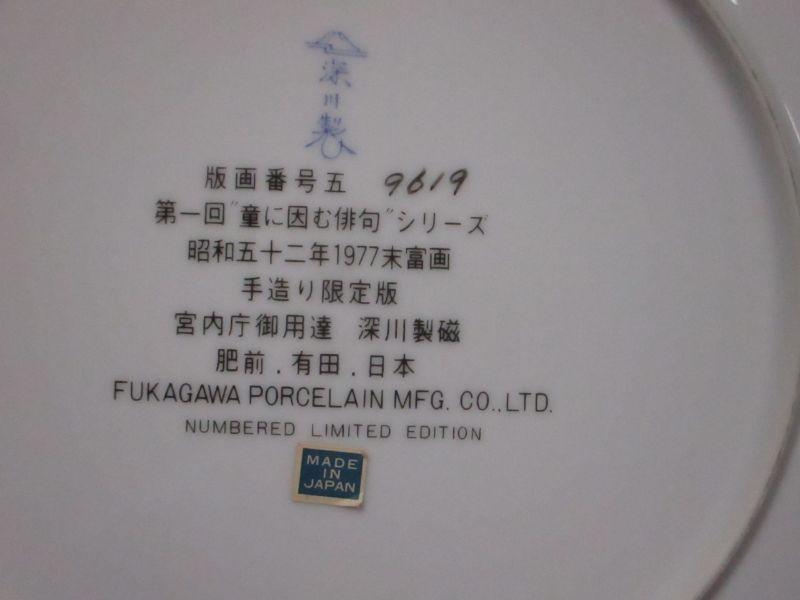 深
川
製
版画番号五 9619
第一回"童に因む俳句"シリーズ
昭和五十二年1977末富画
手造り限定版
宮内庁御用達 深川製磁
肥前.有田.日本
FUKAGAWA PORCELAIN MFG. CO.,LTD.
NUMBERED LIMITED EDITION
MADE
IN
JAPAN